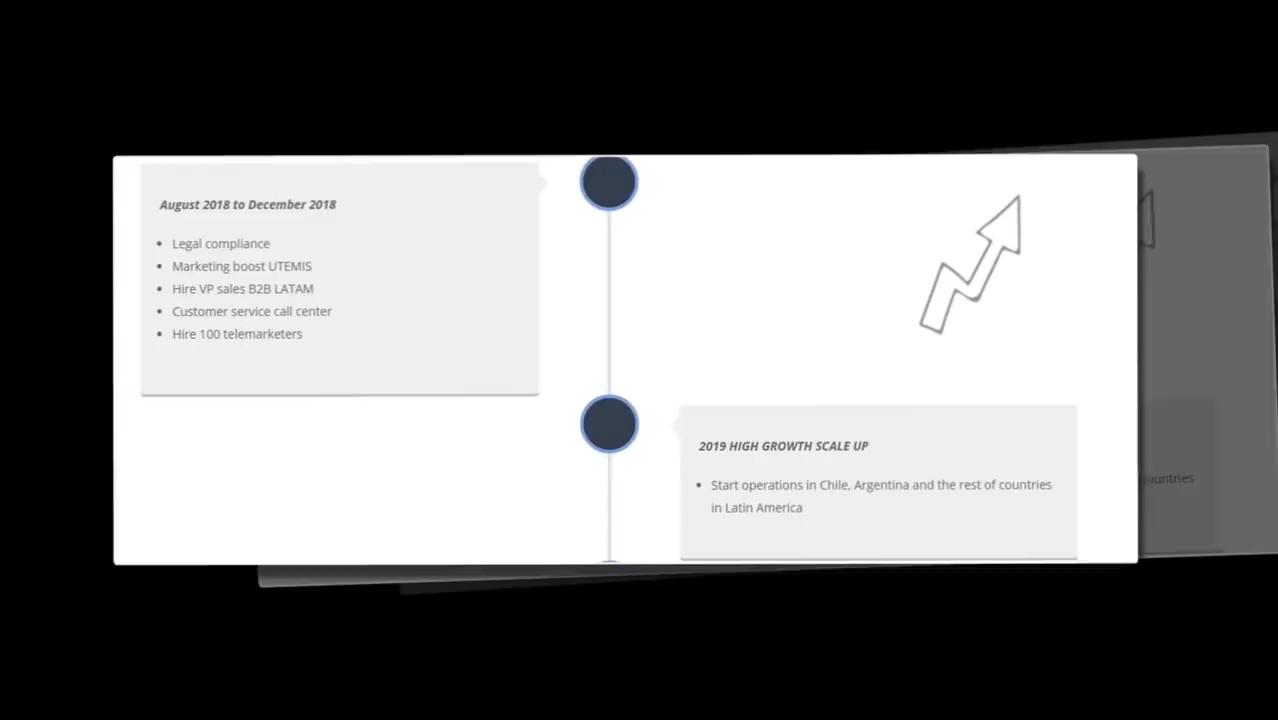 August 2018 to December 2018
Legal compliance
Marketing boost UTEMIS
Hire VP sales B2B LATAM
Customer service call center
Hire 100 telemarketers
2019 HIGH GROWTH SCALE UP
Start operations in Chile, Argentina and the rest of countries
in Latin America